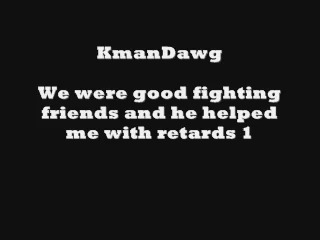 KmanDawg
We were good fighting
friends and he helped
me with retards 1